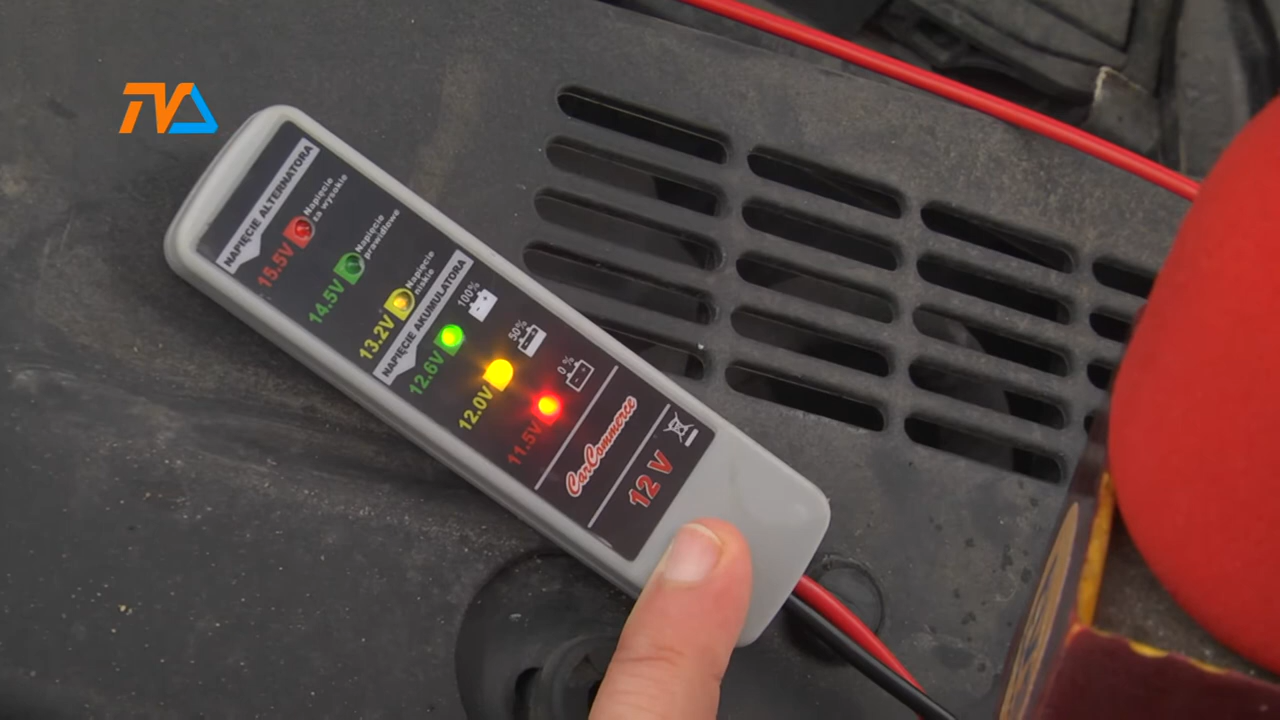 TVA
NAPIĘCIE ALTERNATORA
15.5V
Napięcie
za wysokie
14.5V
Napięcie
prawidłowe
13.2V
Napięcie
niskie
NAPIĘCIE AKUMULATORA
12.6V
100%
12.0V
50%
11.5V
0 %
CarCommerce
12 V